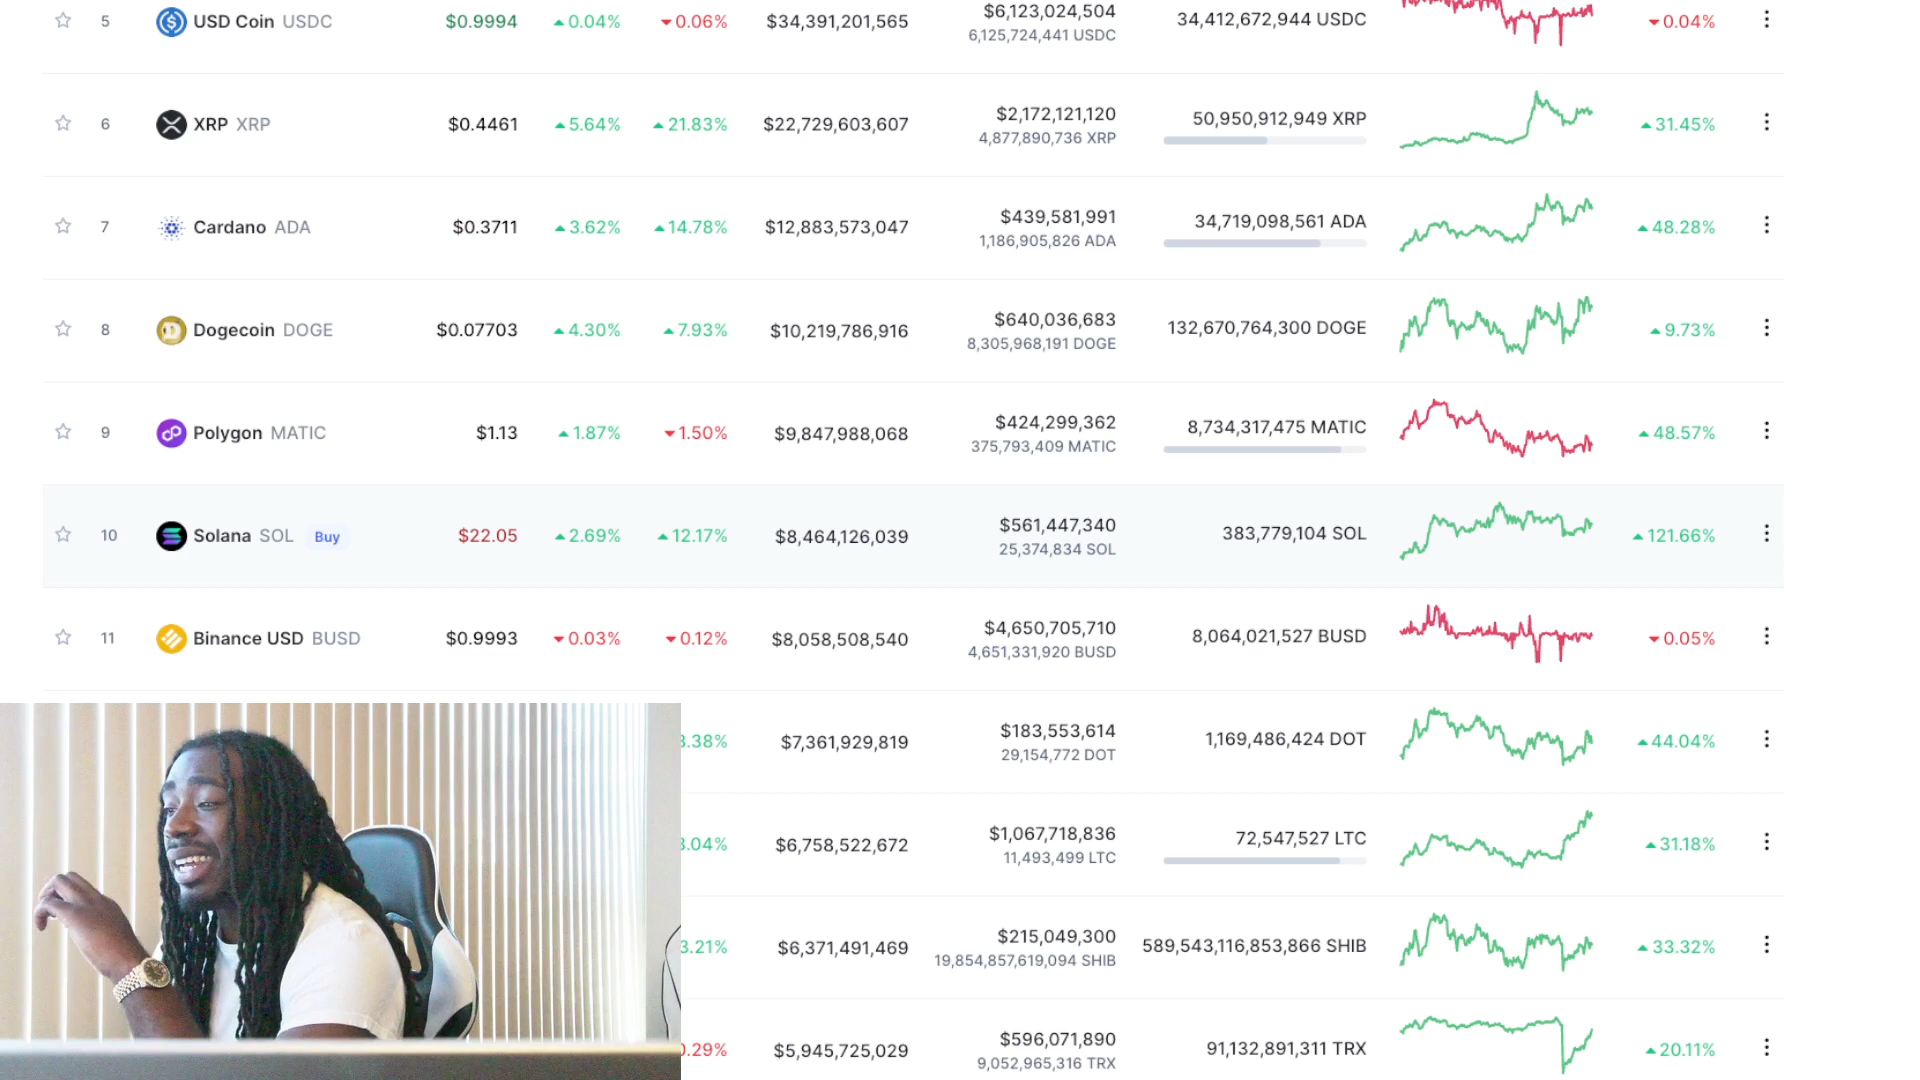 5 USD Coin USDC $0.9994 0.04% 0.06% $34,391,201,565 $6,123,024,504 34,412,672,944 USDC 0.04%
6,125,724,441 USDC
6 XRP XRP $0.4461 5.64% 21.83% $22,729,603,607 $2,172,121,120 50,950,912,949 XRP 31.45%
4,877,890,736 XRP
7 Cardano ADA $0.3711 3.62% 14.78% $12,883,573,047 $439,581,991 34,719,098,561 ADA 48.28%
1,186,905,826 ADA
8 Dogecoin DOGE $0.07703 4.30% 7.93% $10,219,786,916 $640,036,683 132,670,764,300 DOGE 9.73%
8,305,968,191 DOGE
9 Polygon MATIC $1.13 1.87% 1.50% $9,847,988,068 $424,299,362 8,734,317,475 MATIC 48.57%
375,793,409 MATIC
10 Solana SOL Buy $22.05 2.69% 12.17% $8,464,126,039 $561,447,340 383,779,104 SOL 121.66%
25,374,834 SOL
11 Binance USD BUSD $0.9993 0.03% 0.12% $8,058,508,540 $4,650,705,710 8,064,021,527 BUSD 0.05%
4,651,331,920 BUSD
.38% $7,361,929,819 $183,553,614 1,169,486,424 DOT 44.04%
29,154,772 DOT
.04% $6,758,522,672 $1,067,718,836 72,547,527 LTC 31.18%
11,493,499 LTC
3.21% $6,371,491,469 $215,049,300 589,543,116,853,866 SHIB 33.32%
19,854,857,619,094 SHIB
.29% $5,945,725,029 $596,071,890 91,132,891,311 TRX 20.11%
9,052,965,316 TRX